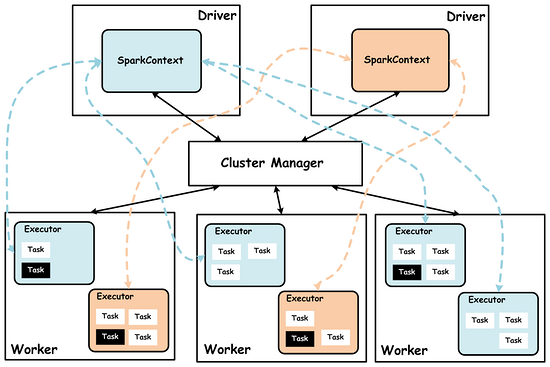 Driver
SparkContext
Driver
SparkContext
Cluster Manager
Executor
Task
Task
Executor
Task Task
Task Task
Worker
Executor
Task Task
Task
Executor
Task
Task Task
Worker
Executor
Task Task
Task Task
Executor
Task Task
Task
Worker